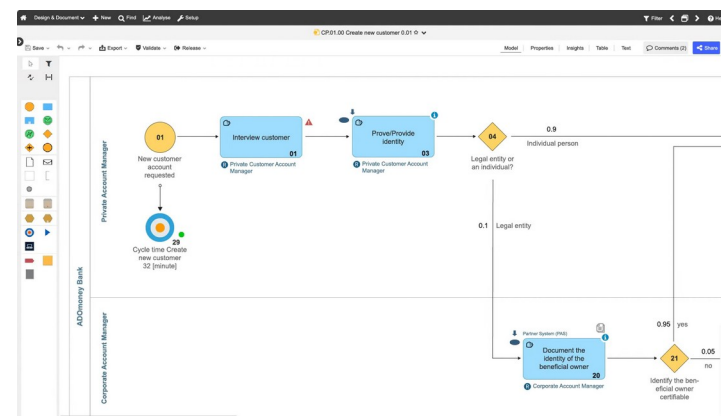 Design & Document
New
Find
Analyse
Setup
Filter
CP.01.00 Create new customer 0.01
Save
Export
Validate
Release
Model
Properties
Insights
Table
Text
Comments (2)
Share
ADOmoney Bank
Private Account Manager
01
New customer
account
requested
Interview customer
01
R Private Customer Account
Manager
Prove/Provide
identity
03
R Private Customer Account
Manager
04
Legal entity or
an individual?
0.9
Individual person
0.1
Legal entity
29
Cycle time Create
new customer
32 [minute]
Corporate Account Manager
Partner System (PAS)
Document the
identity of the
beneficial owner
20
R Corporate Account Manager
0.95
yes
21
0.05
no
Identify the ben-
eficial owner
certifiable